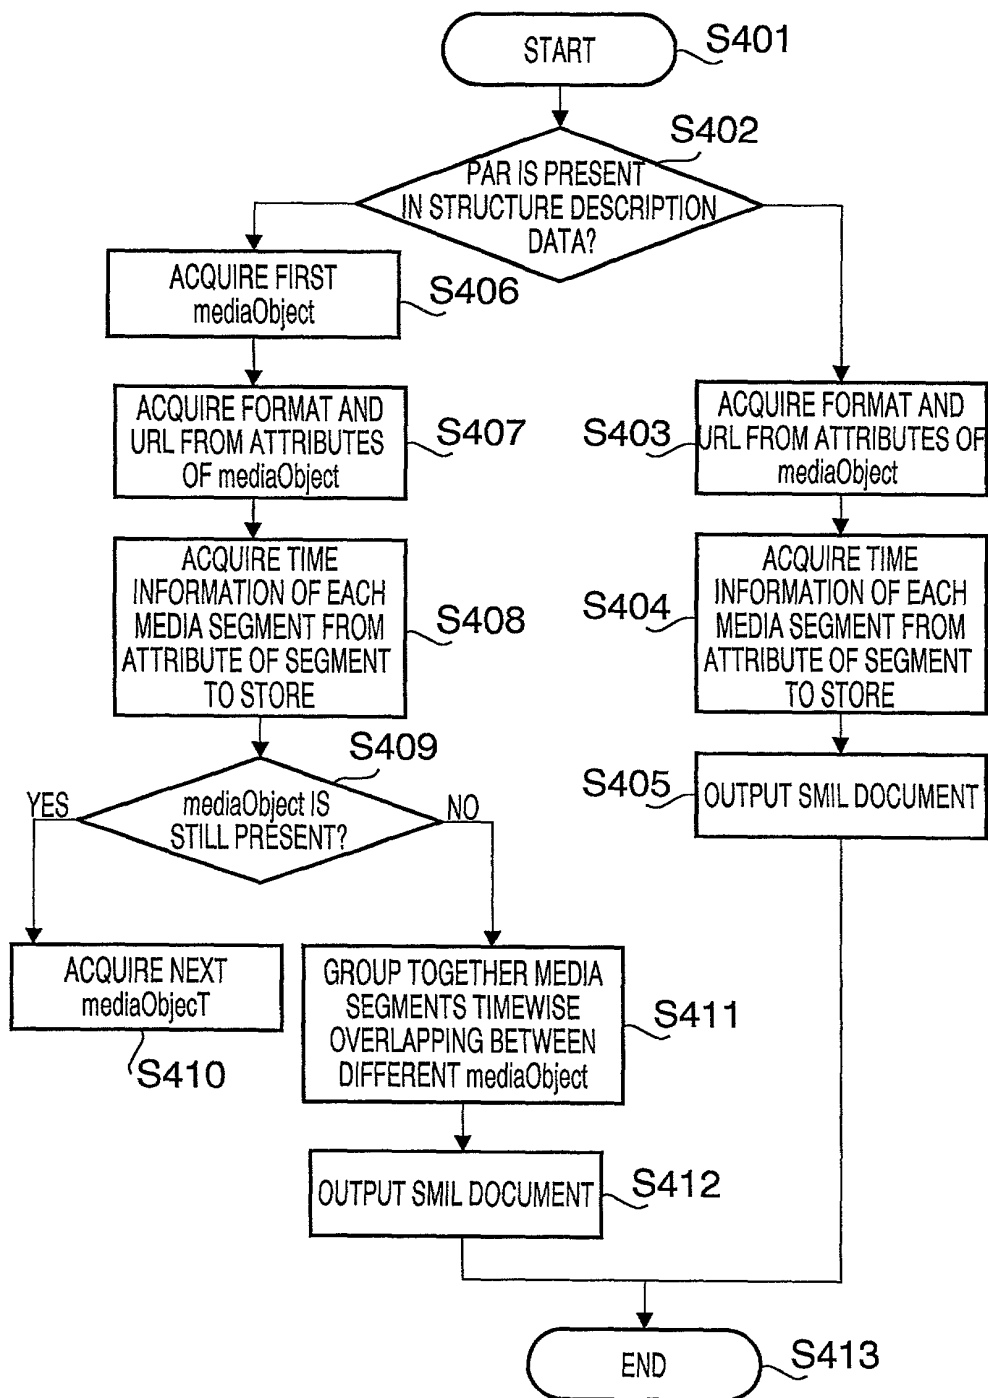 START
S401
S402
PAR IS PRESENT
IN STRUCTURE DESCRIPTION
DATA?
ACQUIRE FIRST
mediaObject
S406
ACQUIRE FORMAT AND
URL FROM ATTRIBUTES
OF mediaObject
S407
S403
ACQUIRE FORMAT AND
URL FROM ATTRIBUTES OF
mediaObject
ACQUIRE TIME
INFORMATION OF EACH
MEDIA SEGMENT FROM
ATTRIBUTE OF SEGMENT
TO STORE
S408
S404
ACQUIRE TIME
INFORMATION OF EACH
MEDIA SEGMENT FROM
ATTRIBUTE OF SEGMENT
TO STORE
S409
mediaObject IS
STILL PRESENT?
YES
NO
S405
OUTPUT SMIL DOCUMENT
ACQUIRE NEXT
mediaObjecT
S410
GROUP TOGETHER MEDIA
SEGMENTS TIMEWISE
OVERLAPPING BETWEEN
DIFFERENT mediaObject
S411
OUTPUT SMIL DOCUMENT
S412
END
S413